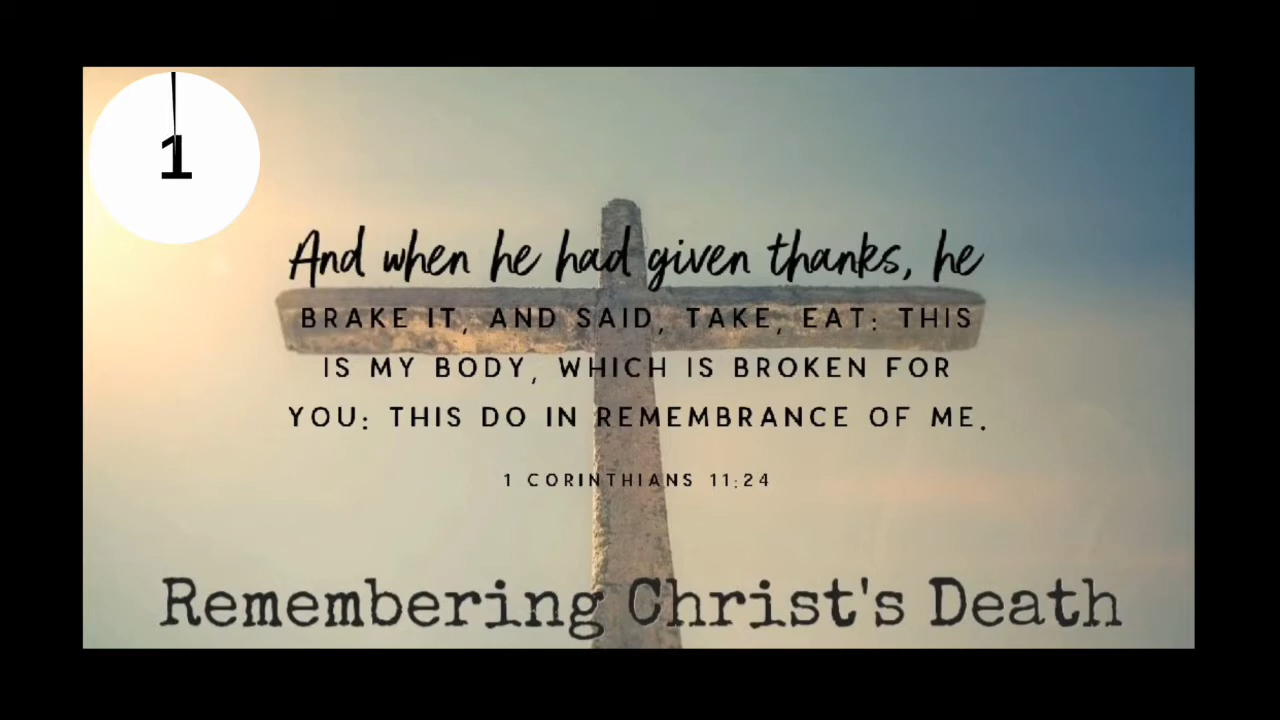 1
And when he had given thanks, he
BRAKE IT, AND SAID, TAKE, EAT: THIS
IS MY BODY, WHICH IS BROKEN FOR
YOU: THIS DO IN REMEMBRANCE OF ME.
1 CORINTHIANS 11:24
Remembering Christ's Death